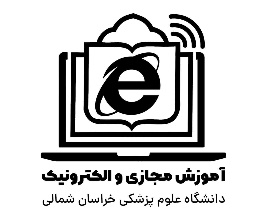 e
آموزش مجازی و الکترونیک
دانشگاه علوم پزشکی خراسان شمالی